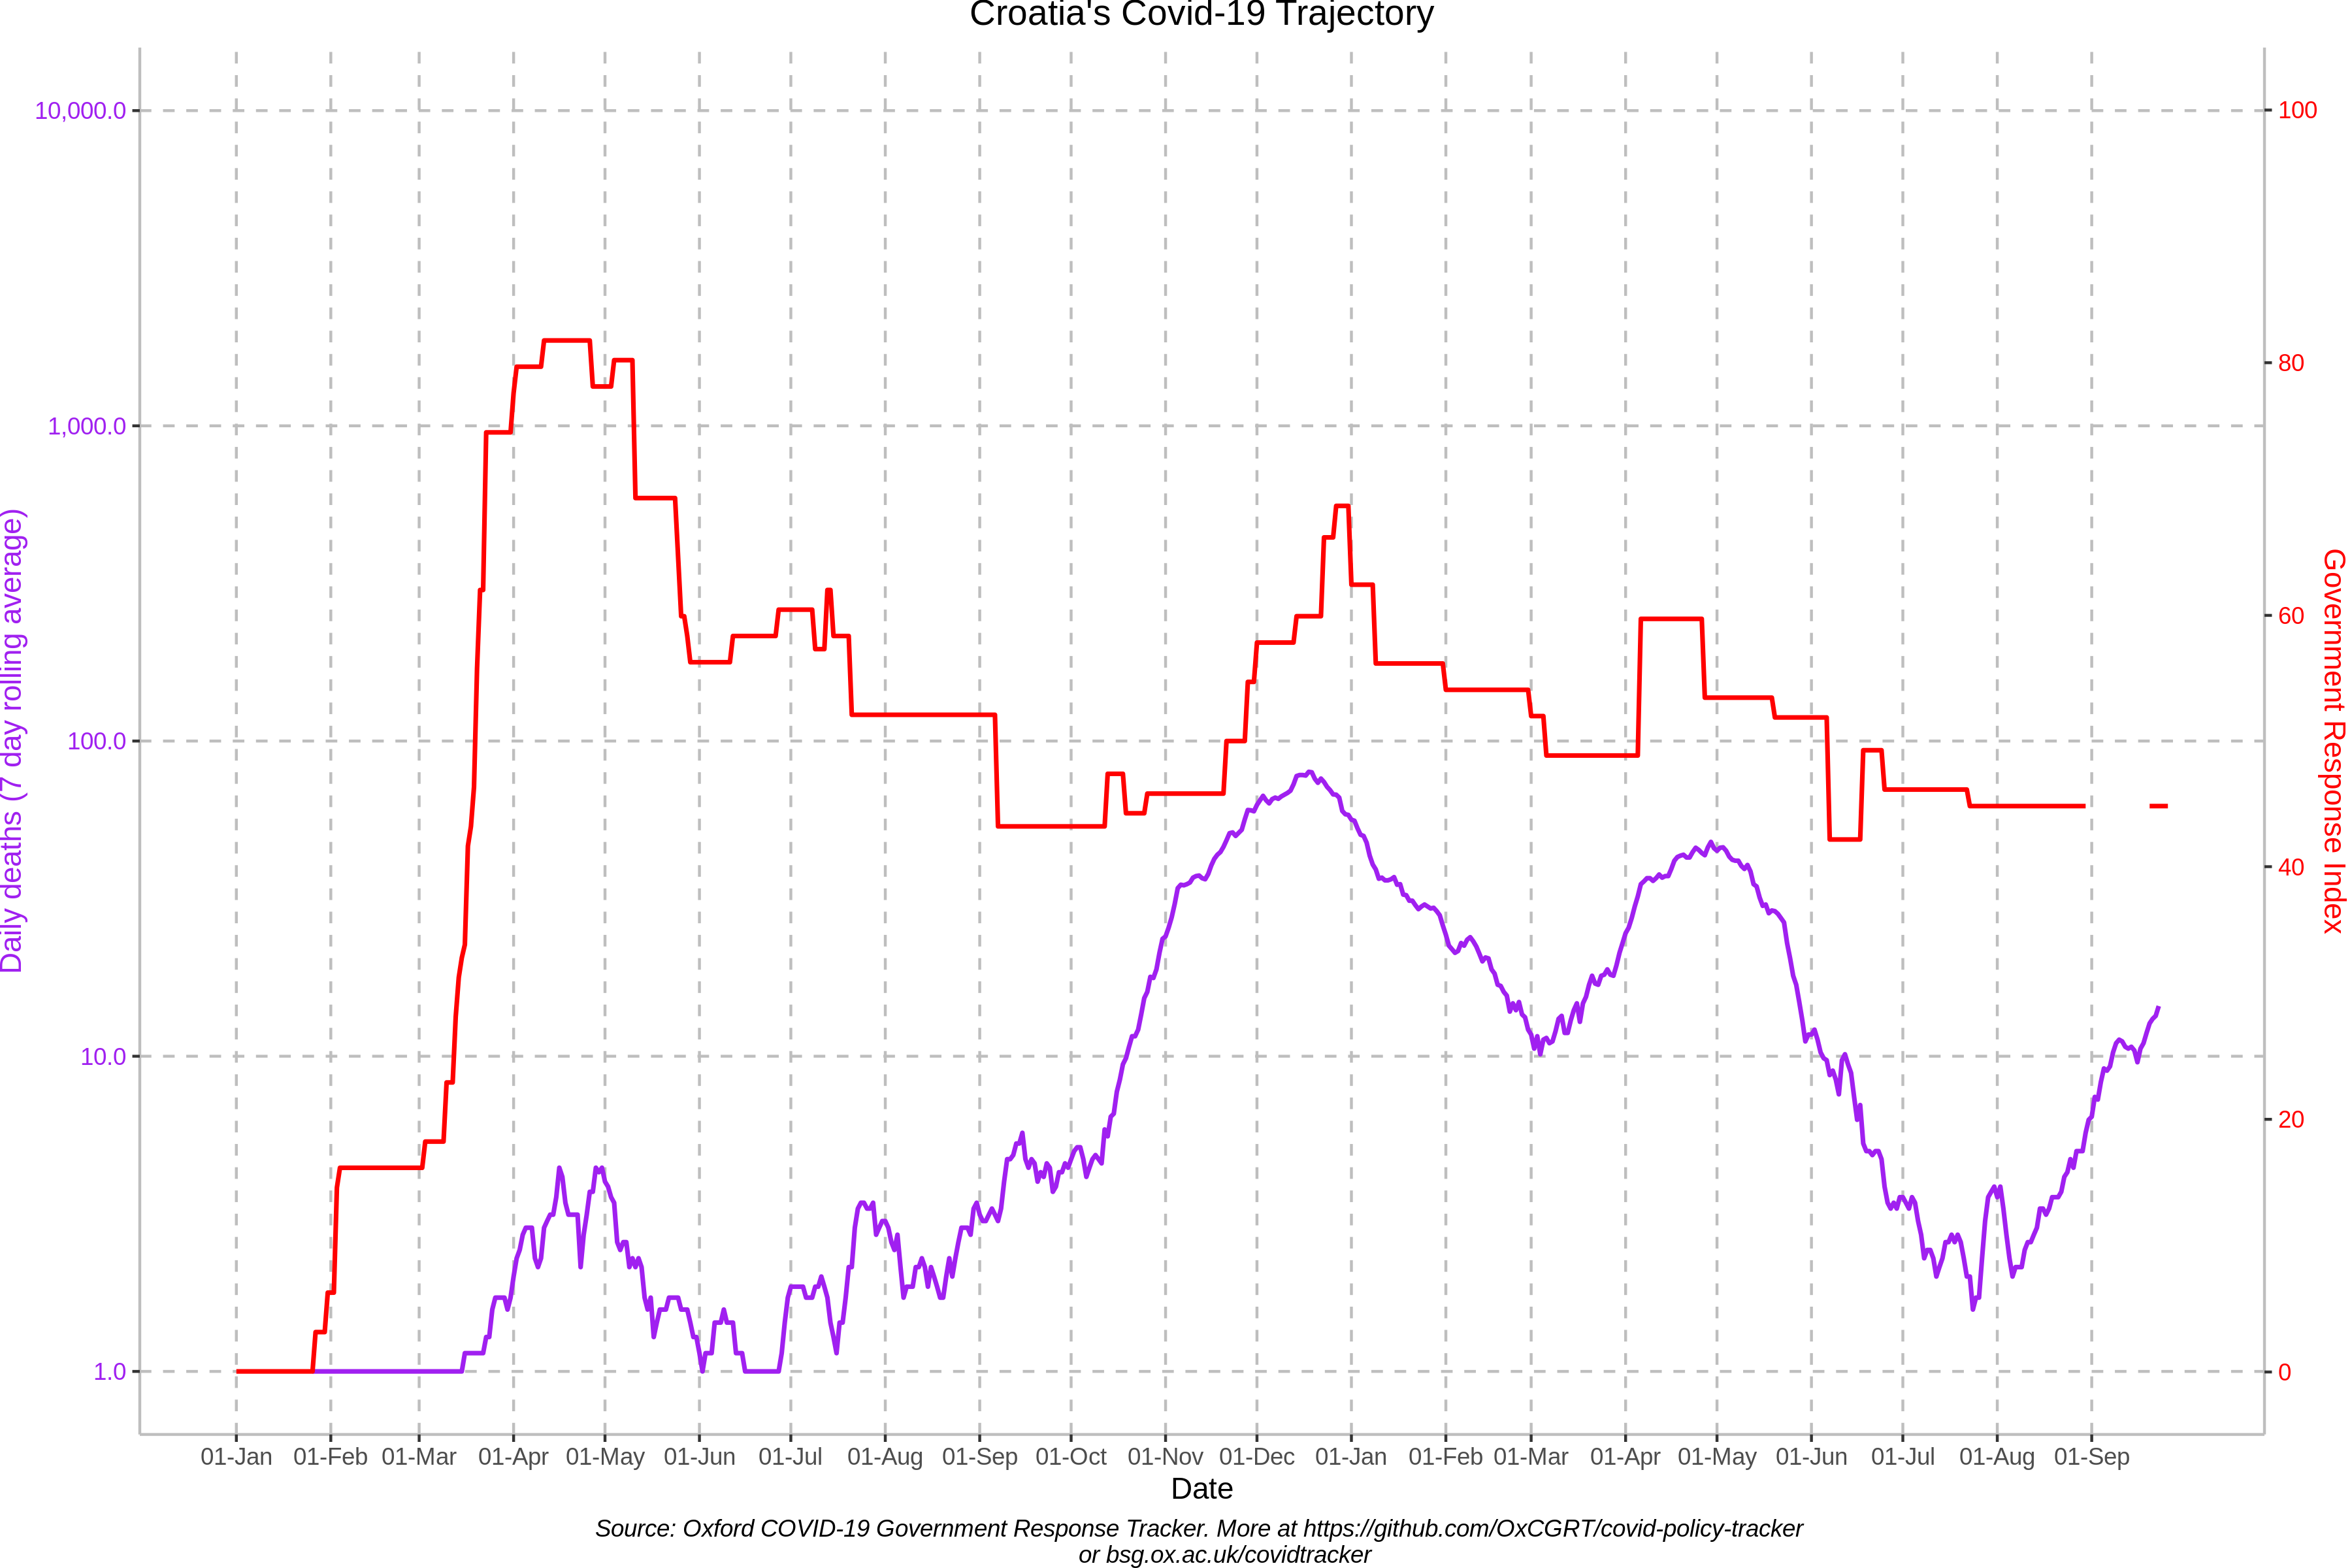 Croatia's Covid-19 Trajectory
10,000.0
1,000.0
100.0
10.0
1.0
Daily deaths (7 day rolling average)
100
80
60
40
20
0
Government Response Index
01-Jan 01-Feb 01-Mar 01-Apr 01-May 01-Jun 01-Jul 01-Aug 01-Sep 01-Oct 01-Nov 01-Dec 01-Jan 01-Feb 01-Mar 01-Apr 01-May 01-Jun 01-Jul 01-Aug 01-Sep
Date
Source: Oxford COVID-19 Government Response Tracker. More at https://github.com/OxCGRT/covid-policy-tracker
or bsg.ox.ac.uk/covidtracker